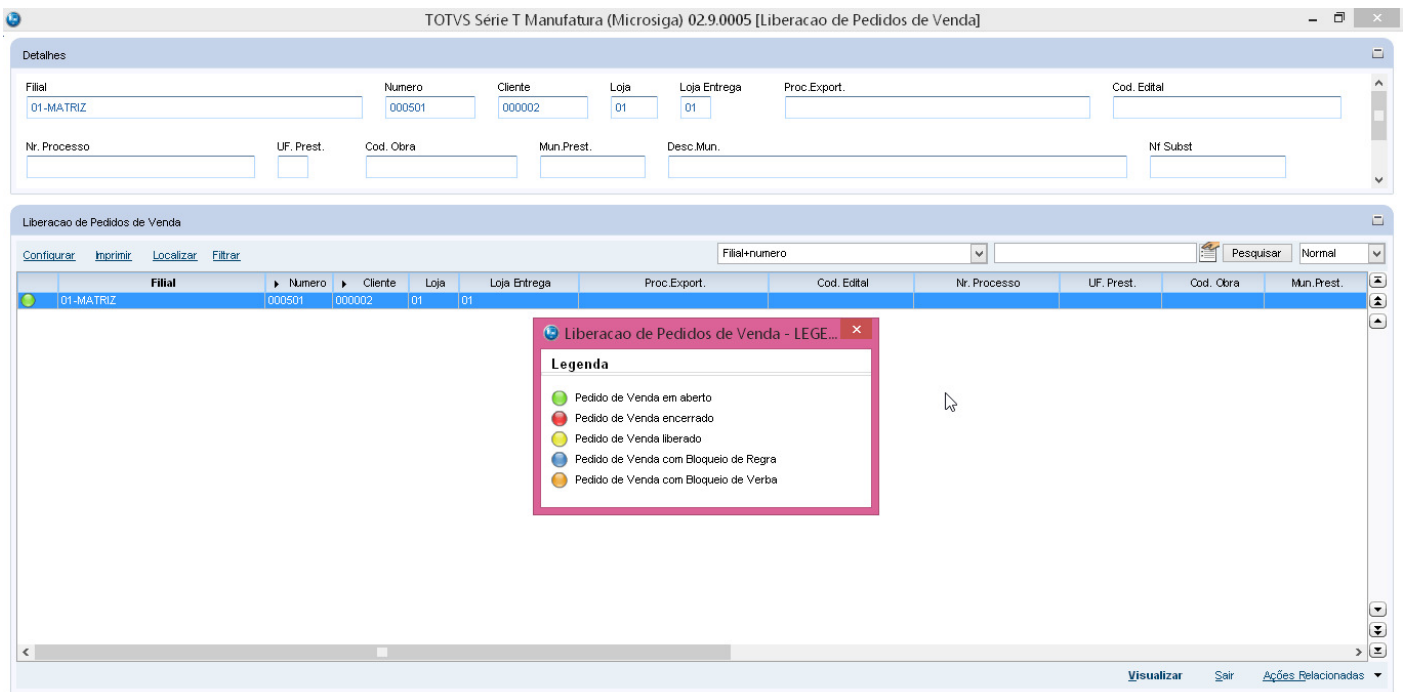 TOTVS Série T Manufatura (Microsiga) 02.9.0005 [Liberacao de Pedidos de Venda]
Detalhes
Filial Numero Cliente Loja Loja Entrega Proc.Export. Cod. Edital
01-MATRIZ 000501 000002 01 01
Nr. Processo UF. Prest. Cod. Obra Mun.Prest. Desc.Mun. Nf Subst
Liberacao de Pedidos de Venda
Configurar Imprimir Localizar Filtrar Filial+numero Pesquisar Normal
Filial Numero Cliente Loja Loja Entrega Proc.Export. Cod. Edital Nr. Processo UF. Prest. Cod. Obra Mun.Prest.
01-MATRIZ 000501 000002 01 01
Liberacao de Pedidos de Venda - LEGE...
Legenda
Pedido de Venda em aberto
Pedido de Venda encerrado
Pedido de Venda liberado
Pedido de Venda com Bloqueio de Regra
Pedido de Venda com Bloqueio de Verba
Visualizar Sair Ações Relacionadas